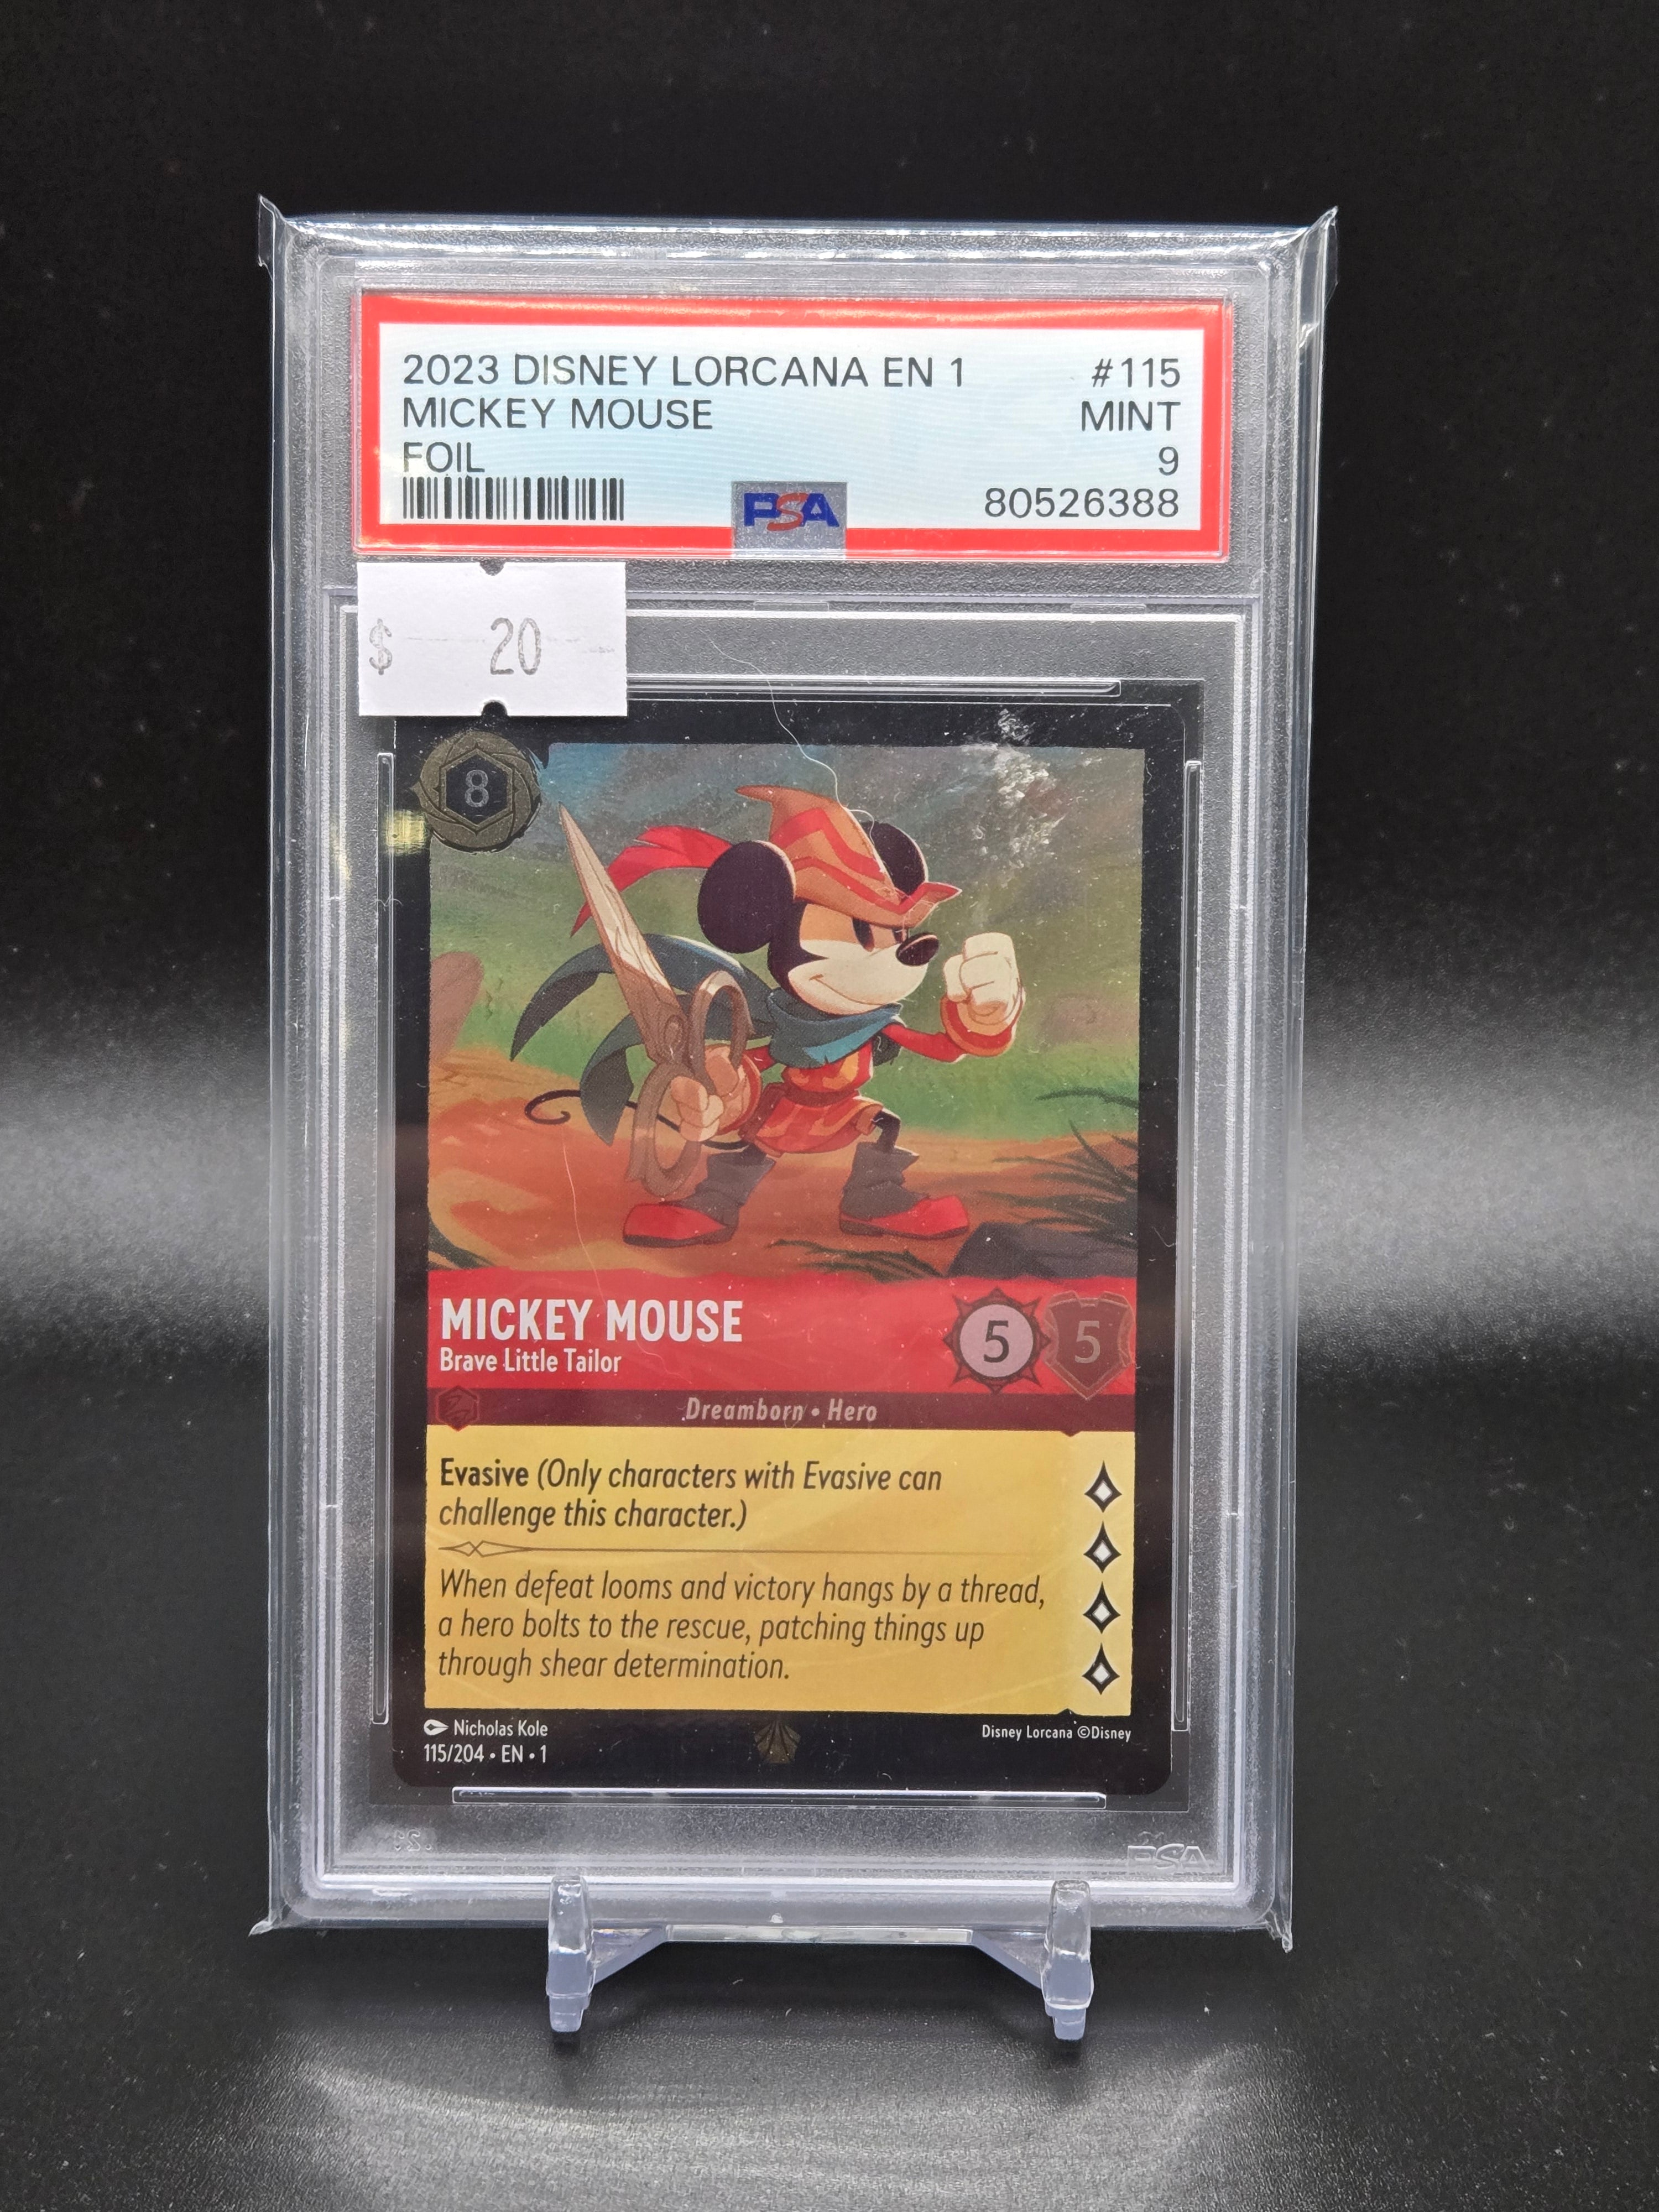 2023 DISNEY LORCANA EN 1 #115
MICKEY MOUSE MINT
FOIL 9
PSA 80526388
$ 20
8
MICKEY MOUSE
Brave Little Tailor
5 5
Dreamborn • Hero
Evasive (Only characters with Evasive can
challenge this character.)
When defeat looms and victory hangs by a thread,
a hero bolts to the rescue, patching things up
through shear determination.
Nicholas Kole
Disney Lorcana ©Disney
115/204 • EN • 1
PSA